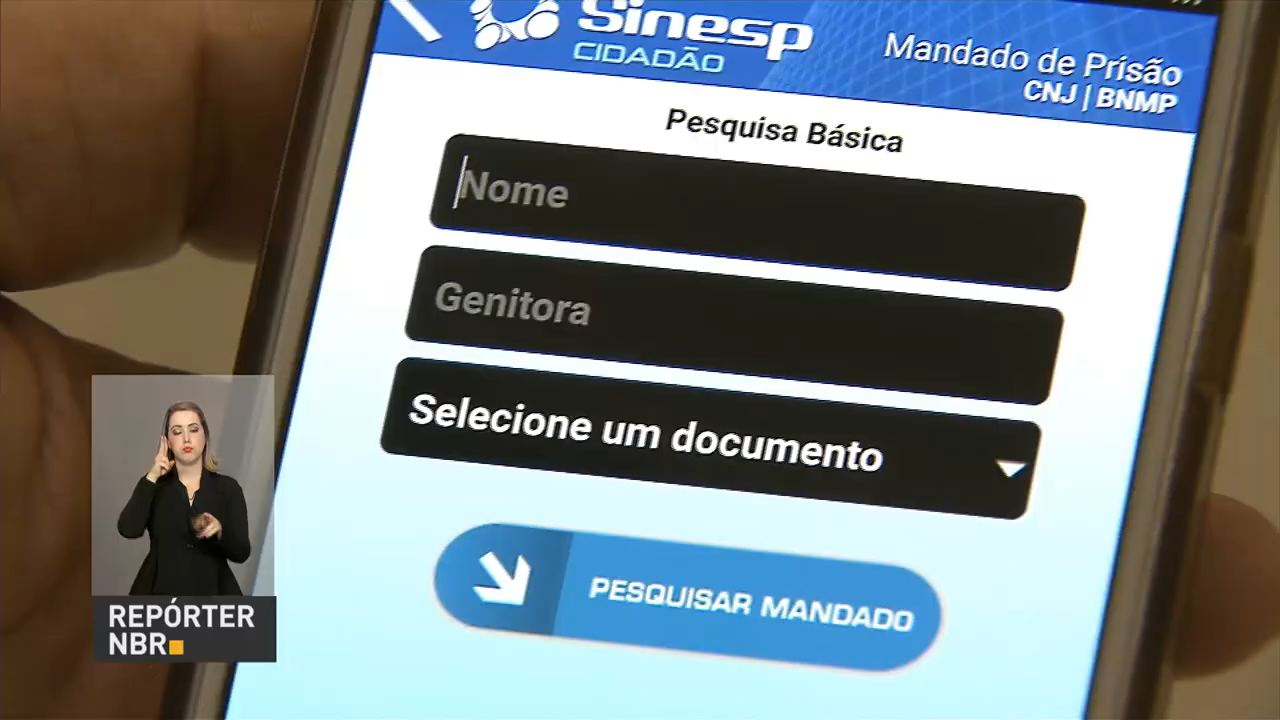 Sinesp
CIDADÃO
Mandado de Prisão
CNJ | BNMP
Pesquisa Básica
Nome
Genitora
Selecione um documento
PESQUISAR MANDADO
REPÓRTER
NBR